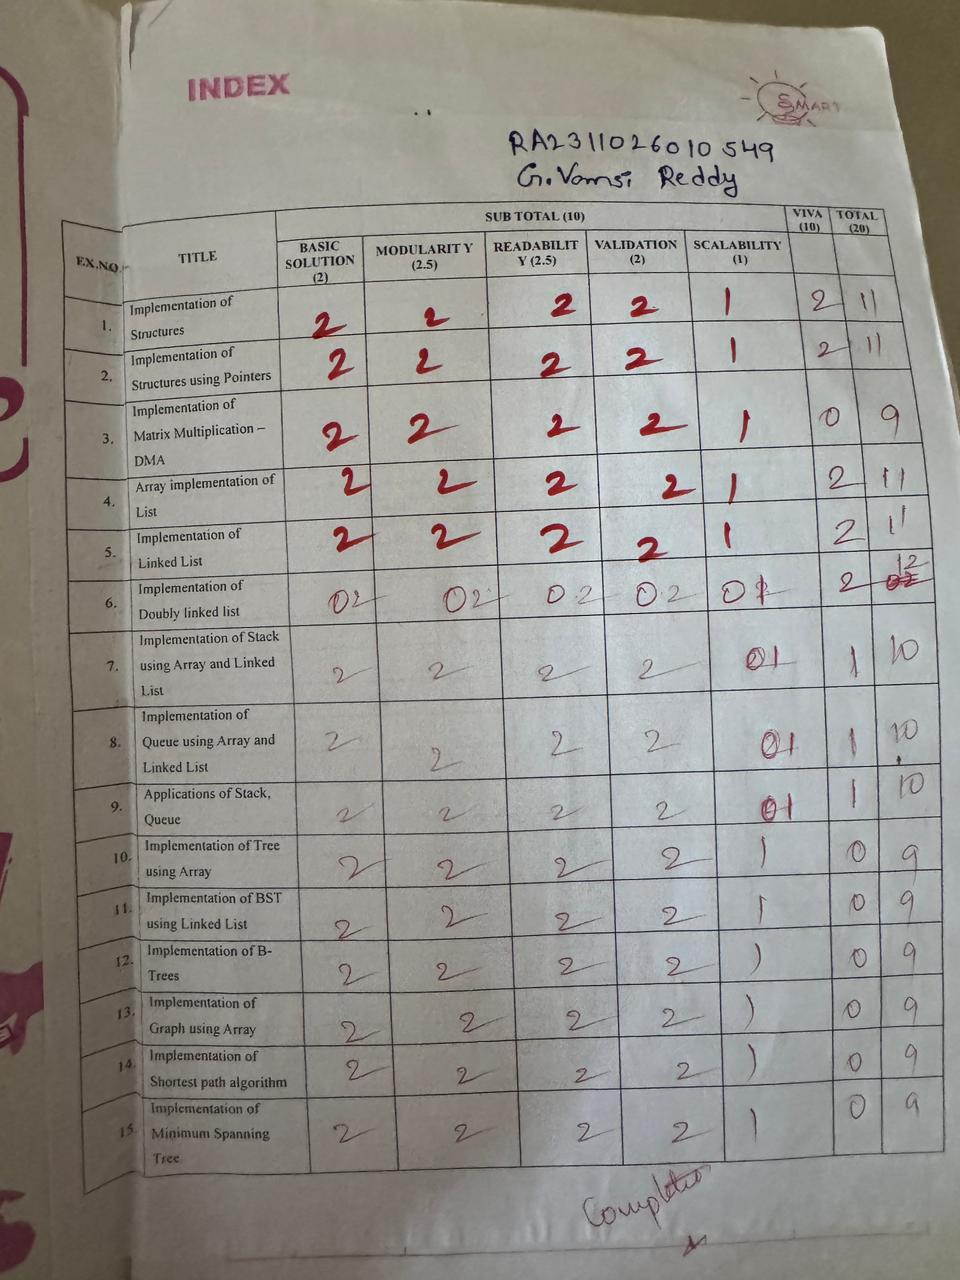 INDEX
SMART
RA2311026010549
G.Vamsi Reddy
EX.NO. TITLE SUB TOTAL (10) VIVA (10) TOTAL (20)
BASIC SOLUTION (2) MODULARITY (2.5) READABILITY (2.5) VALIDATION (2) SCALABILITY (1)
1. Implementation of Structures 2 2 2 2 1 2 11
2. Implementation of Structures using Pointers 2 2 2 2 1 2 11
3. Implementation of Matrix Multiplication – DMA 2 2 2 2 1 0 9
4. Array implementation of List 2 2 2 2 1 2 11
5. Implementation of Linked List 2 2 2 2 1 2 11
6. Implementation of Doubly linked list 02 02 02 02 01 2 12
7. Implementation of Stack using Array and Linked List 2 2 2 2 01 1 10
8. Implementation of Queue using Array and Linked List 2 2 2 2 01 1 10
9. Applications of Stack, Queue 2 2 2 2 01 1 10
10. Implementation of Tree using Array 2 2 2 2 1 0 9
11. Implementation of BST using Linked List 2 2 2 2 1 0 9
12. Implementation of B-Trees 2 2 2 2 1 0 9
13. Implementation of Graph using Array 2 2 2 2 1 0 9
14. Implementation of Shortest path algorithm 2 2 2 2 1 0 9
15. Implementation of Minimum Spanning Tree 2 2 2 2 1 0 9